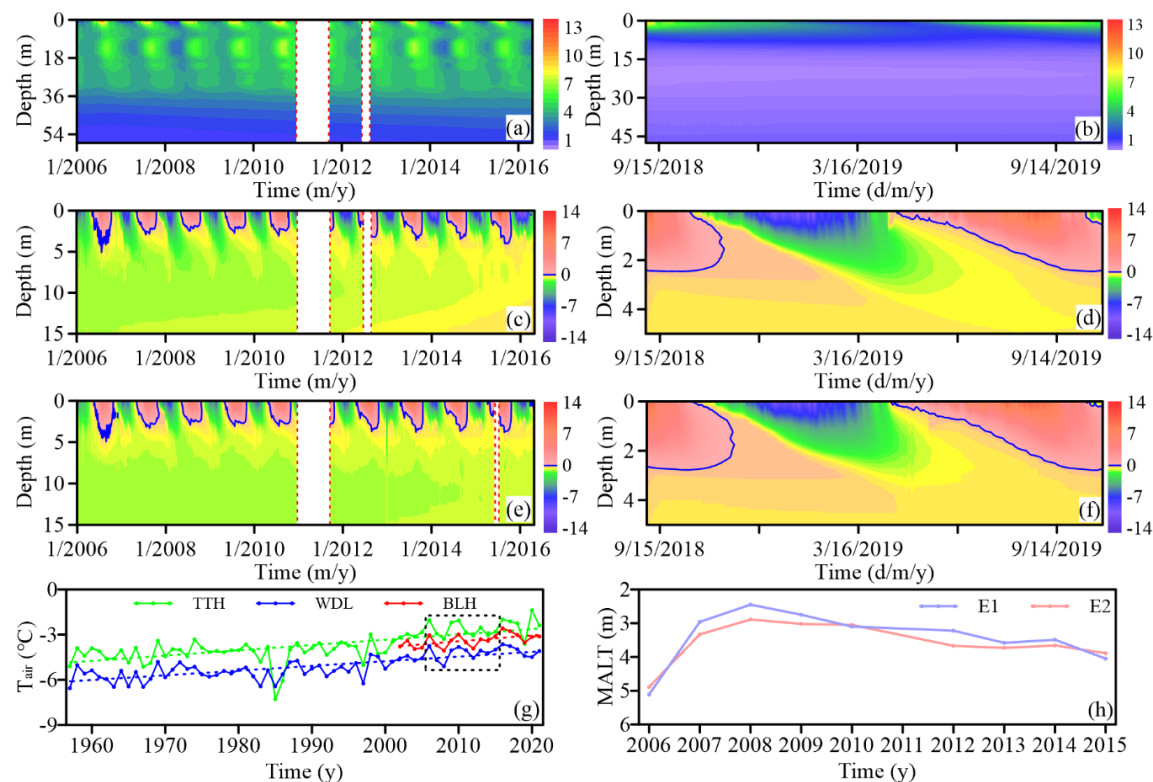 0
18
36
54
Depth (m)
(a)
13
10
7
4
1
1/2006 1/2008 1/2010 1/2012 1/2014 1/2016
Time (m/y)
0
15
30
45
Depth (m)
(b)
13
10
7
4
1
9/15/2018 3/16/2019 9/14/2019
Time (d/m/y)
0
5
10
15
Depth (m)
(c)
14
7
0
-7
-14
1/2006 1/2008 1/2010 1/2012 1/2014 1/2016
Time (m/y)
0
2
4
Depth (m)
(d)
14
7
0
-7
-14
9/15/2018 3/16/2019 9/14/2019
Time (d/m/y)
0
5
10
15
Depth (m)
(e)
14
7
0
-7
-14
1/2006 1/2008 1/2010 1/2012 1/2014 1/2016
Time (m/y)
0
2
4
Depth (m)
(f)
14
7
0
-7
-14
9/15/2018 3/16/2019 9/14/2019
Time (d/m/y)
0
-3
-6
-9
Tair (°C)
TTH WDL BLH
(g)
1960 1970 1980 1990 2000 2010 2020
Time (y)
2
3
4
5
6
MALT (m)
E1 E2
(h)
2006 2007 2008 2009 2010 2011 2012 2013 2014 2015
Time (y)